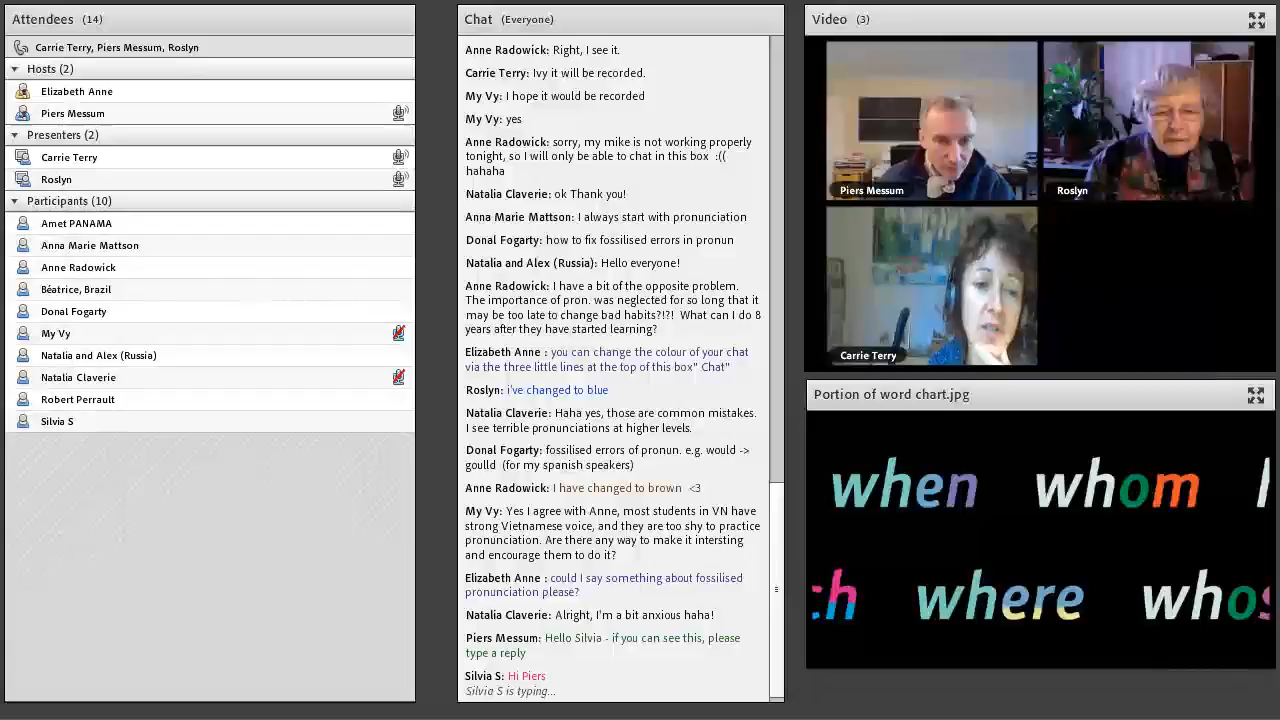 Attendees (14)
Carrie Terry, Piers Messum, Roslyn
Hosts (2)
Elizabeth Anne
Piers Messum
Presenters (2)
Carrie Terry
Roslyn
Participants (10)
Amet PANAMA
Anna Marie Mattson
Anne Radowick
Béatrice, Brazil
Donal Fogarty
My Vy
Natalia and Alex (Russia)
Natalia Claverie
Robert Perrault
Silvia S
Chat (Everyone)
Anne Radowick: Right, I see it.
Carrie Terry: Ivy it will be recorded.
My Vy: I hope it would be recorded
My Vy: yes
Anne Radowick: sorry, my mike is not working properly
tonight, so I will only be able to chat in this box :((
hahaha
Natalia Claverie: ok Thank you!
Anna Marie Mattson: I always start with pronunciation
Donal Fogarty: how to fix fossilised errors in pronun
Natalia and Alex (Russia): Hello everyone!
Anne Radowick: I have a bit of the opposite problem.
The importance of pron. was neglected for so long that it
may be too late to change bad habits?!?! What can I do 8
years after they have started learning?
Elizabeth Anne : you can change the colour of your chat
via the three little lines at the top of this box" Chat"
Roslyn: i've changed to blue
Natalia Claverie: Haha yes, those are common mistakes.
I see terrible pronunciations at higher levels.
Donal Fogarty: fossilised errors of pronun. e.g. would ->
goulld (for my spanish speakers)
Anne Radowick: I have changed to brown <3
My Vy: Yes I agree with Anne, most students in VN have
strong Vietnamese voice, and they are too shy to practice
pronunciation. Are there any way to make it intersting
and encourage them to do it?
Elizabeth Anne : could I say something about fossilised
pronunciation please?
Natalia Claverie: Alright, I'm a bit anxious haha!
Piers Messum: Hello Silvia - if you can see this, please
type a reply
Silvia S: Hi Piers
Silvia S is typing...
Video (3)
Piers Messum
Roslyn
Carrie Terry
Portion of word chart.jpg
when whom
ch where whos